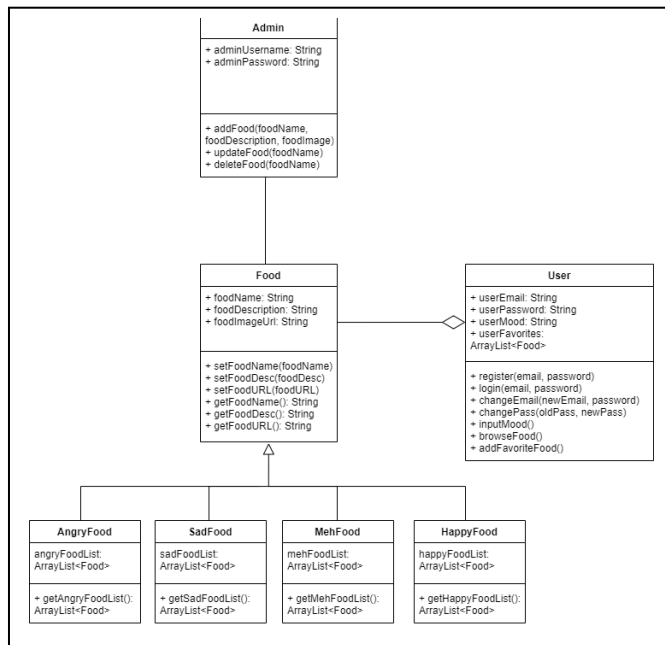 Admin
+ adminUsername: String
+ adminPassword: String
+ addFood(foodName,
foodDescription, foodImage)
+ updateFood(foodName)
+ deleteFood(foodName)
Food
+ foodName: String
+ foodDescription: String
+ foodImageUrl: String
+ setFoodName(foodName)
+ setFoodDesc(foodDesc)
+ setFoodURL(foodURL)
+ getFoodName(): String
+ getFoodDesc(): String
+ getFoodURL(): String
User
+ userEmail: String
+ userPassword: String
+ userMood: String
+ userFavorites:
ArrayList<Food>
+ register(email, password)
+ login(email, password)
+ changeEmail(newEmail, password)
+ changePass(oldPass, newPass)
+ inputMood()
+ browseFood()
+ addFavoriteFood()
AngryFood
angryFoodList:
ArrayList<Food>
+ getAngryFoodList():
ArrayList<Food>
SadFood
sadFoodList:
ArrayList<Food>
+ getSadFoodList():
ArrayList<Food>
MehFood
mehFoodList:
ArrayList<Food>
+ getMehFoodList():
ArrayList<Food>
HappyFood
happyFoodList:
ArrayList<Food>
+ getHappyFoodList():
ArrayList<Food>